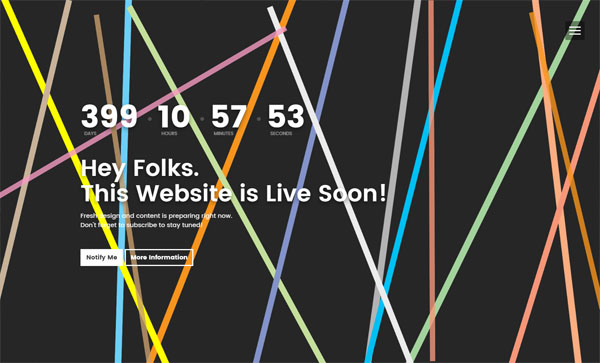 399 10 57 53
DAYS HOURS MINUTES SECONDS
Hey Folks.
This Website is Live Soon!
Fresh design and content is preparing right now.
Don't forget to subscribe to stay tuned!
Notify Me More Information